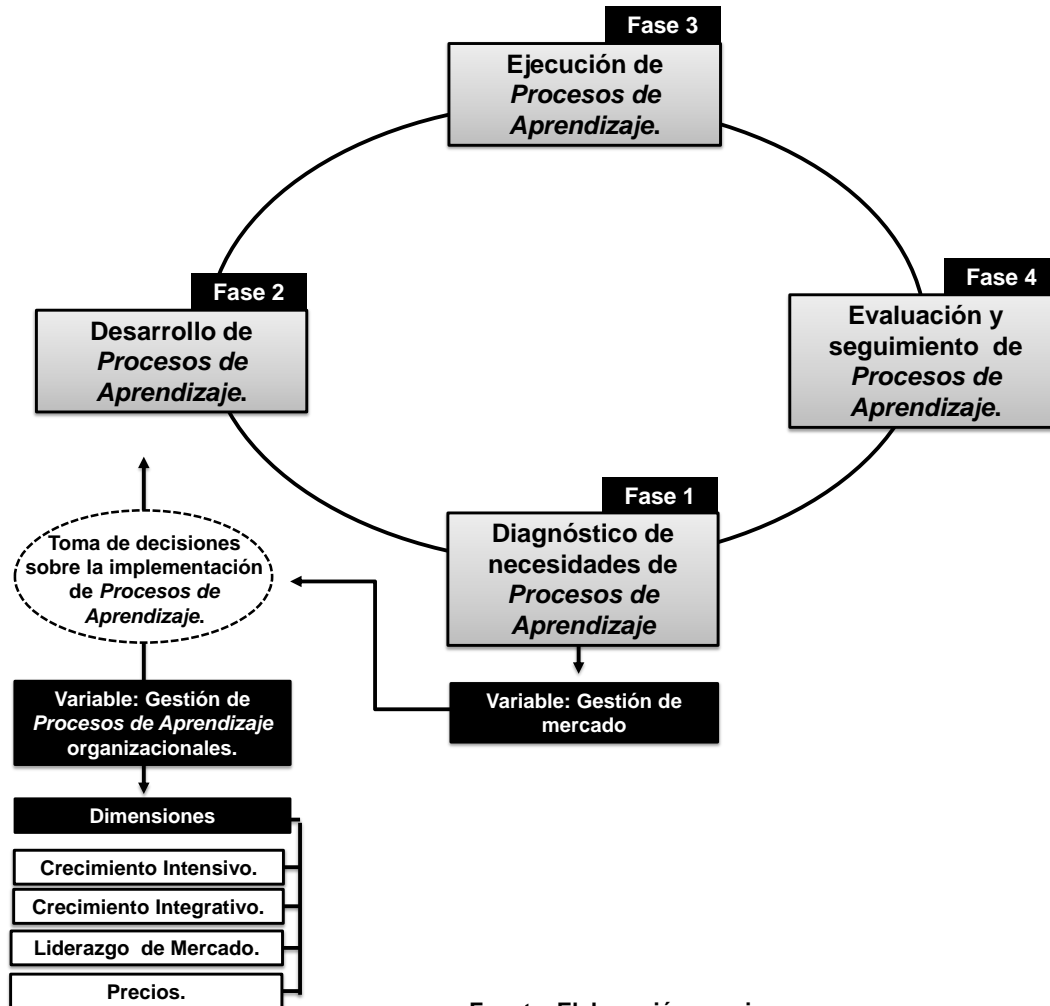 Fase 3
Ejecución de
Procesos de
Aprendizaje.
Fase 2
Desarrollo de
Procesos de
Aprendizaje.
Fase 4
Evaluación y
seguimiento de
Procesos de
Aprendizaje.
Fase 1
Diagnóstico de
necesidades de
Procesos de
Aprendizaje
Toma de decisiones
sobre la implementación
de Procesos de
Aprendizaje.
Variable: Gestión de
Procesos de Aprendizaje
organizacionales.
Variable: Gestión de
mercado
Dimensiones
Crecimiento Intensivo.
Crecimiento Integrativo.
Liderazgo de Mercado.
Precios.